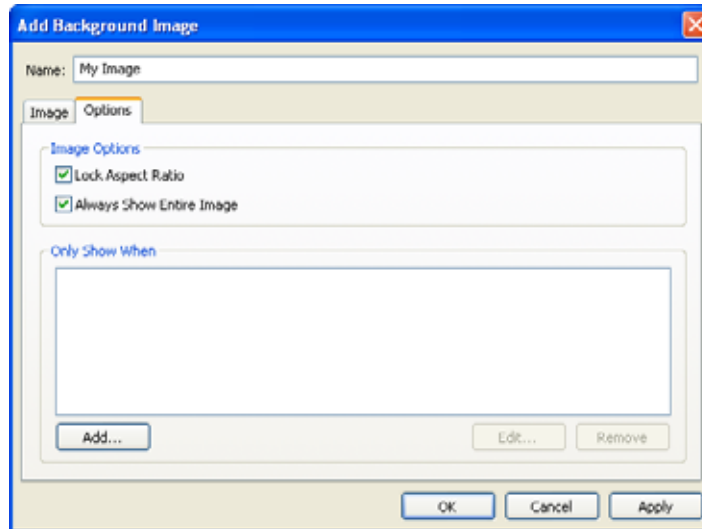 Add Background Image
Name: My Image
Image Options
Image Options
Lock Aspect Ratio
Always Show Entire Image
Only Show When
Add... Edit... Remove
OK Cancel Apply